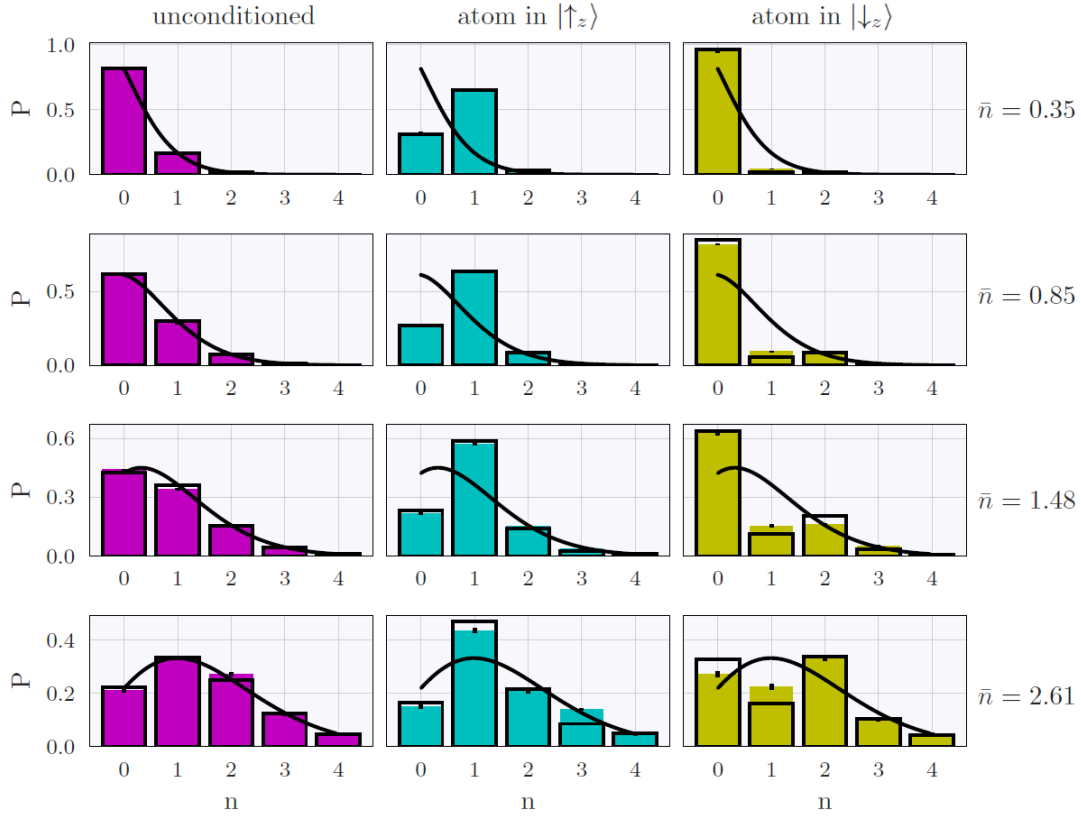 unconditioned atom in |↑z⟩ atom in |↓z⟩
1.0
0.5
0.0
P
0 1 2 3 4 0 1 2 3 4 0 1 2 3 4
n̄ = 0.35
0.5
0.0
P
0 1 2 3 4 0 1 2 3 4 0 1 2 3 4
n̄ = 0.85
0.6
0.3
0.0
P
0 1 2 3 4 0 1 2 3 4 0 1 2 3 4
n̄ = 1.48
0.4
0.2
0.0
P
0 1 2 3 4 0 1 2 3 4 0 1 2 3 4
n̄ = 2.61
n n n